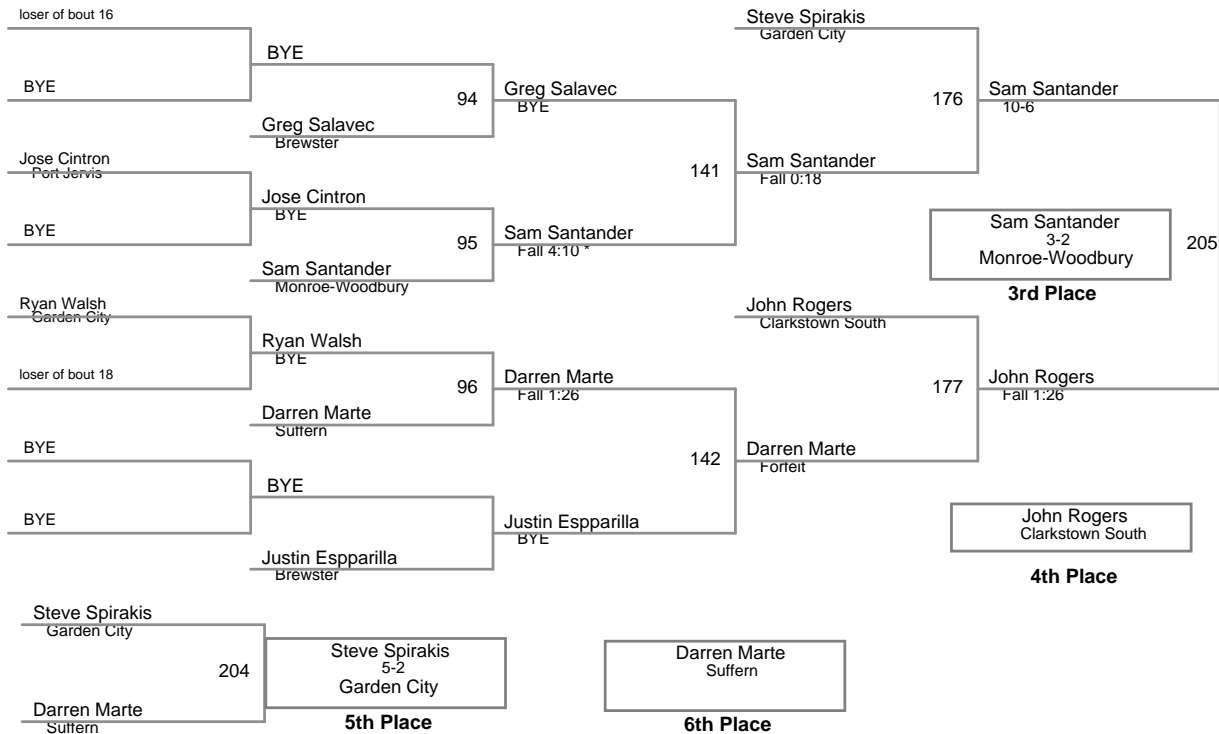 loser of bout 16
BYE
BYE
94
Greg Salavec
Brewster
Greg Salavec
BYE
Jose Cintron
Port Jervis
BYE
Jose Cintron
BYE
95
Sam Santander
Monroe-Woodbury
Sam Santander
Fall 4:10 *
141
Steve Spirakis
Garden City
176
Sam Santander
Fall 0:18
Sam Santander
10-6
Sam Santander
3-2
Monroe-Woodbury
3rd Place
205
Ryan Walsh
Garden City
loser of bout 18
Ryan Walsh
BYE
96
Darren Marte
Suffern
Darren Marte
Fall 1:26
BYE
BYE
BYE
Justin Espparilla
Brewster
Justin Espparilla
BYE
142
John Rogers
Clarkstown South
177
Darren Marte
Forfeit
John Rogers
Fall 1:26
John Rogers
Clarkstown South
4th Place
Steve Spirakis
Garden City
204
Darren Marte
Suffern
Steve Spirakis
5-2
Garden City
5th Place
Darren Marte
Suffern
6th Place